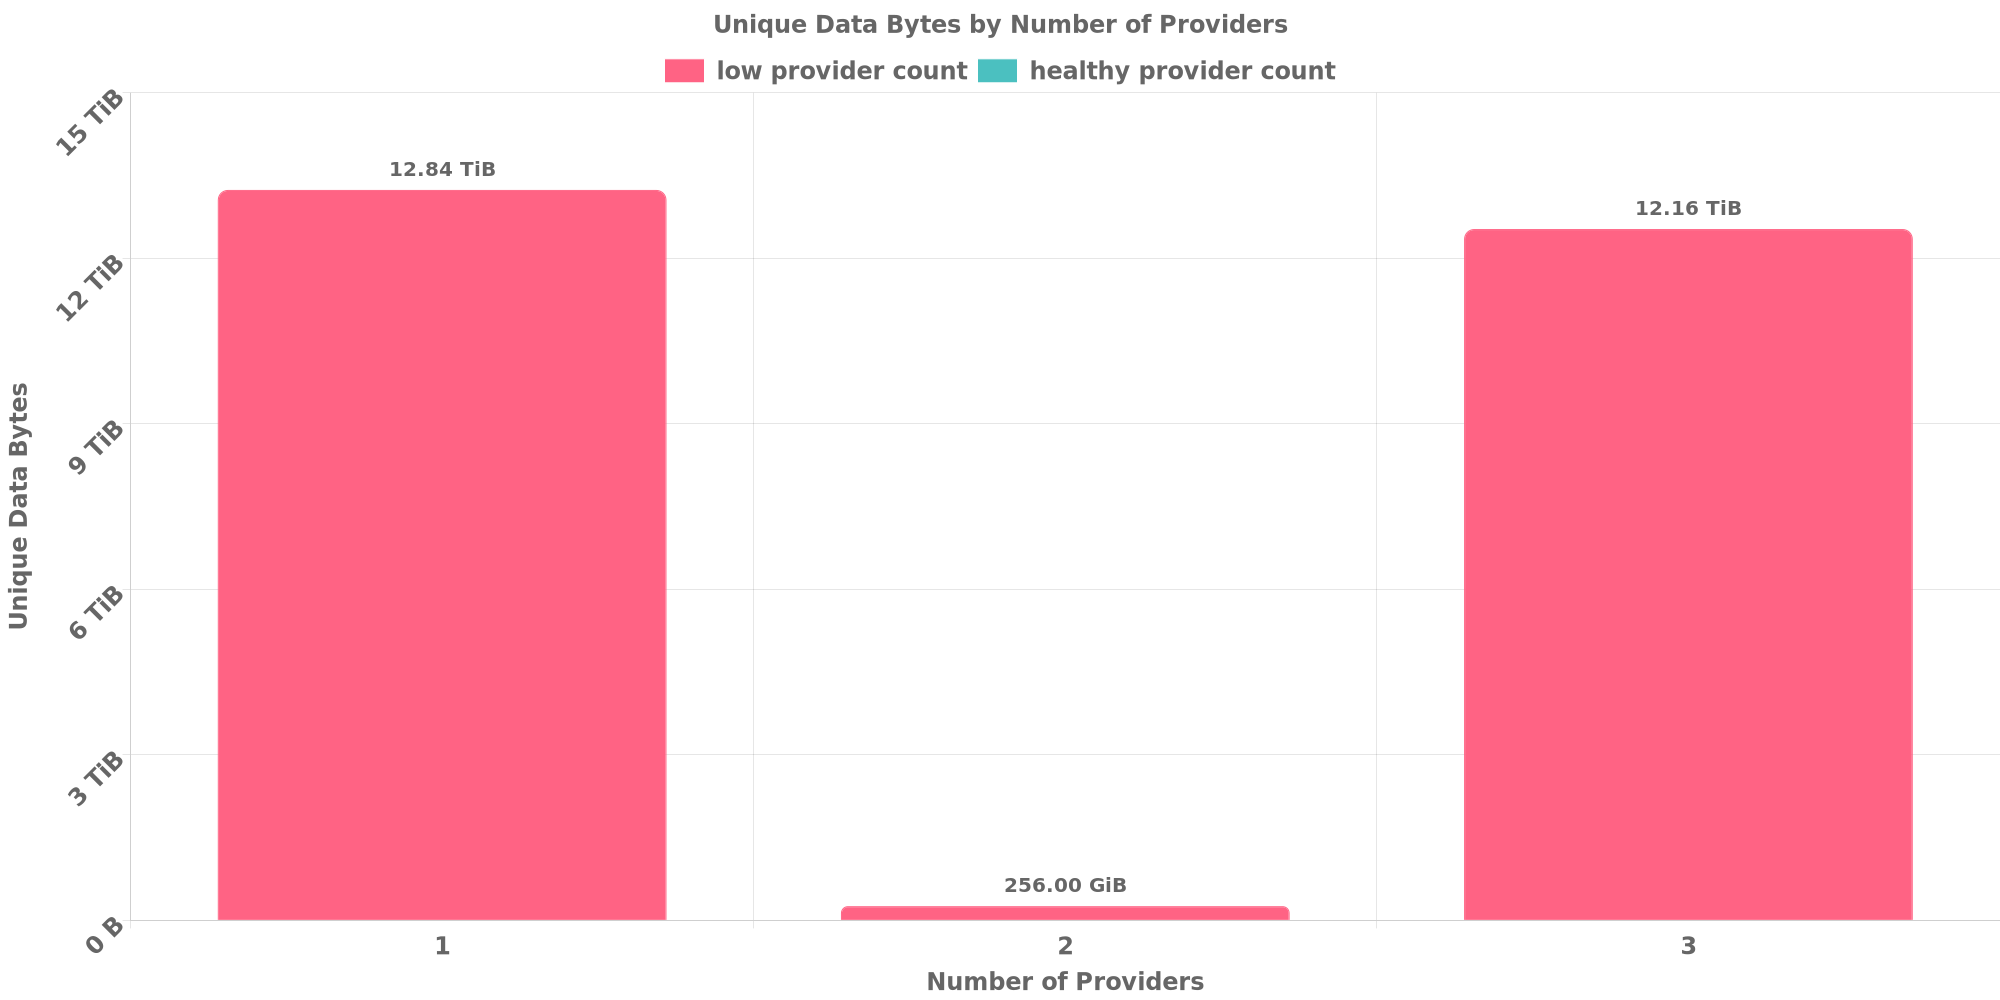 Unique Data Bytes by Number of Providers
low provider count healthy provider count
15 TiB
12.84 TiB
12.16 TiB
12 TiB
9 TiB
Unique Data Bytes
6 TiB
3 TiB
256.00 GiB
0 B
1 2 3
Number of Providers